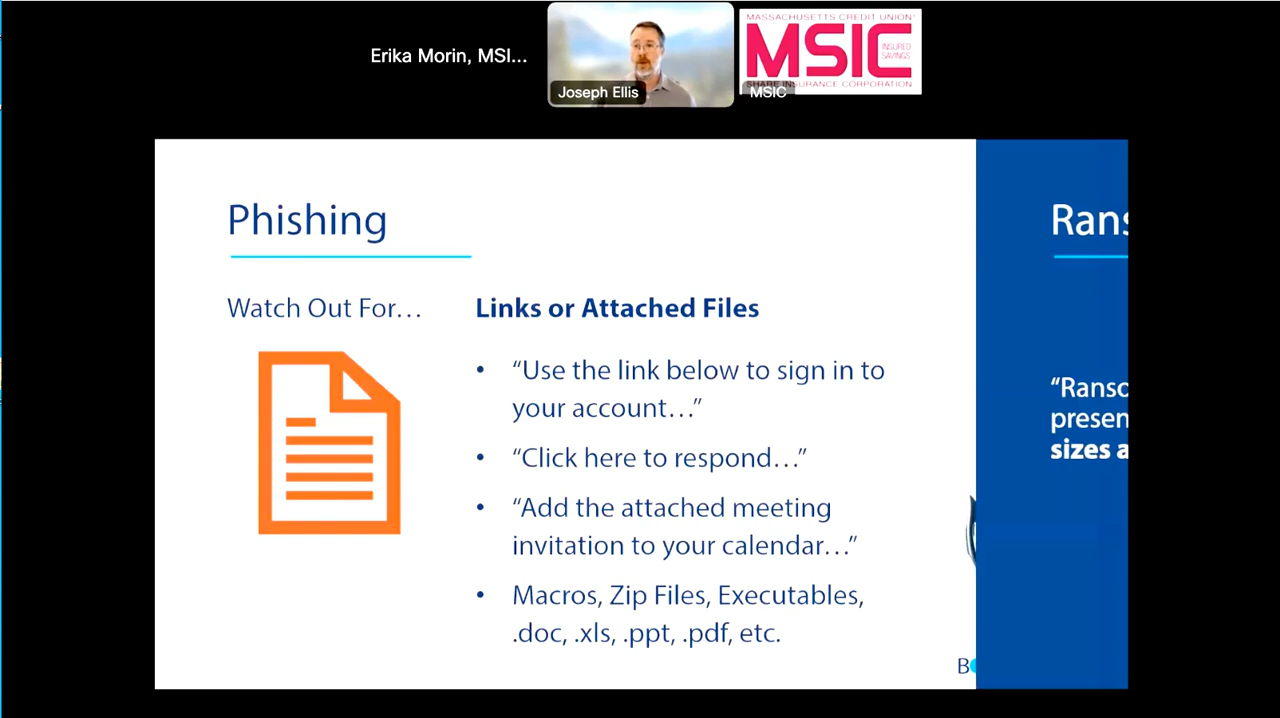 Erika Morin, MSI...
Joseph Ellis
MASSACHUSETTS CREDIT UNION
MSIC
INSURED
SAVINGS
SHARE INSURANCE CORPORATION
MSIC
Phishing
Watch Out For…
Links or Attached Files
• “Use the link below to sign in to
your account…”
• “Click here to respond…”
• “Add the attached meeting
invitation to your calendar…”
• Macros, Zip Files, Executables,
.doc, .xls, .ppt, .pdf, etc.
B
Rans
“Ranso
presen
sizes a